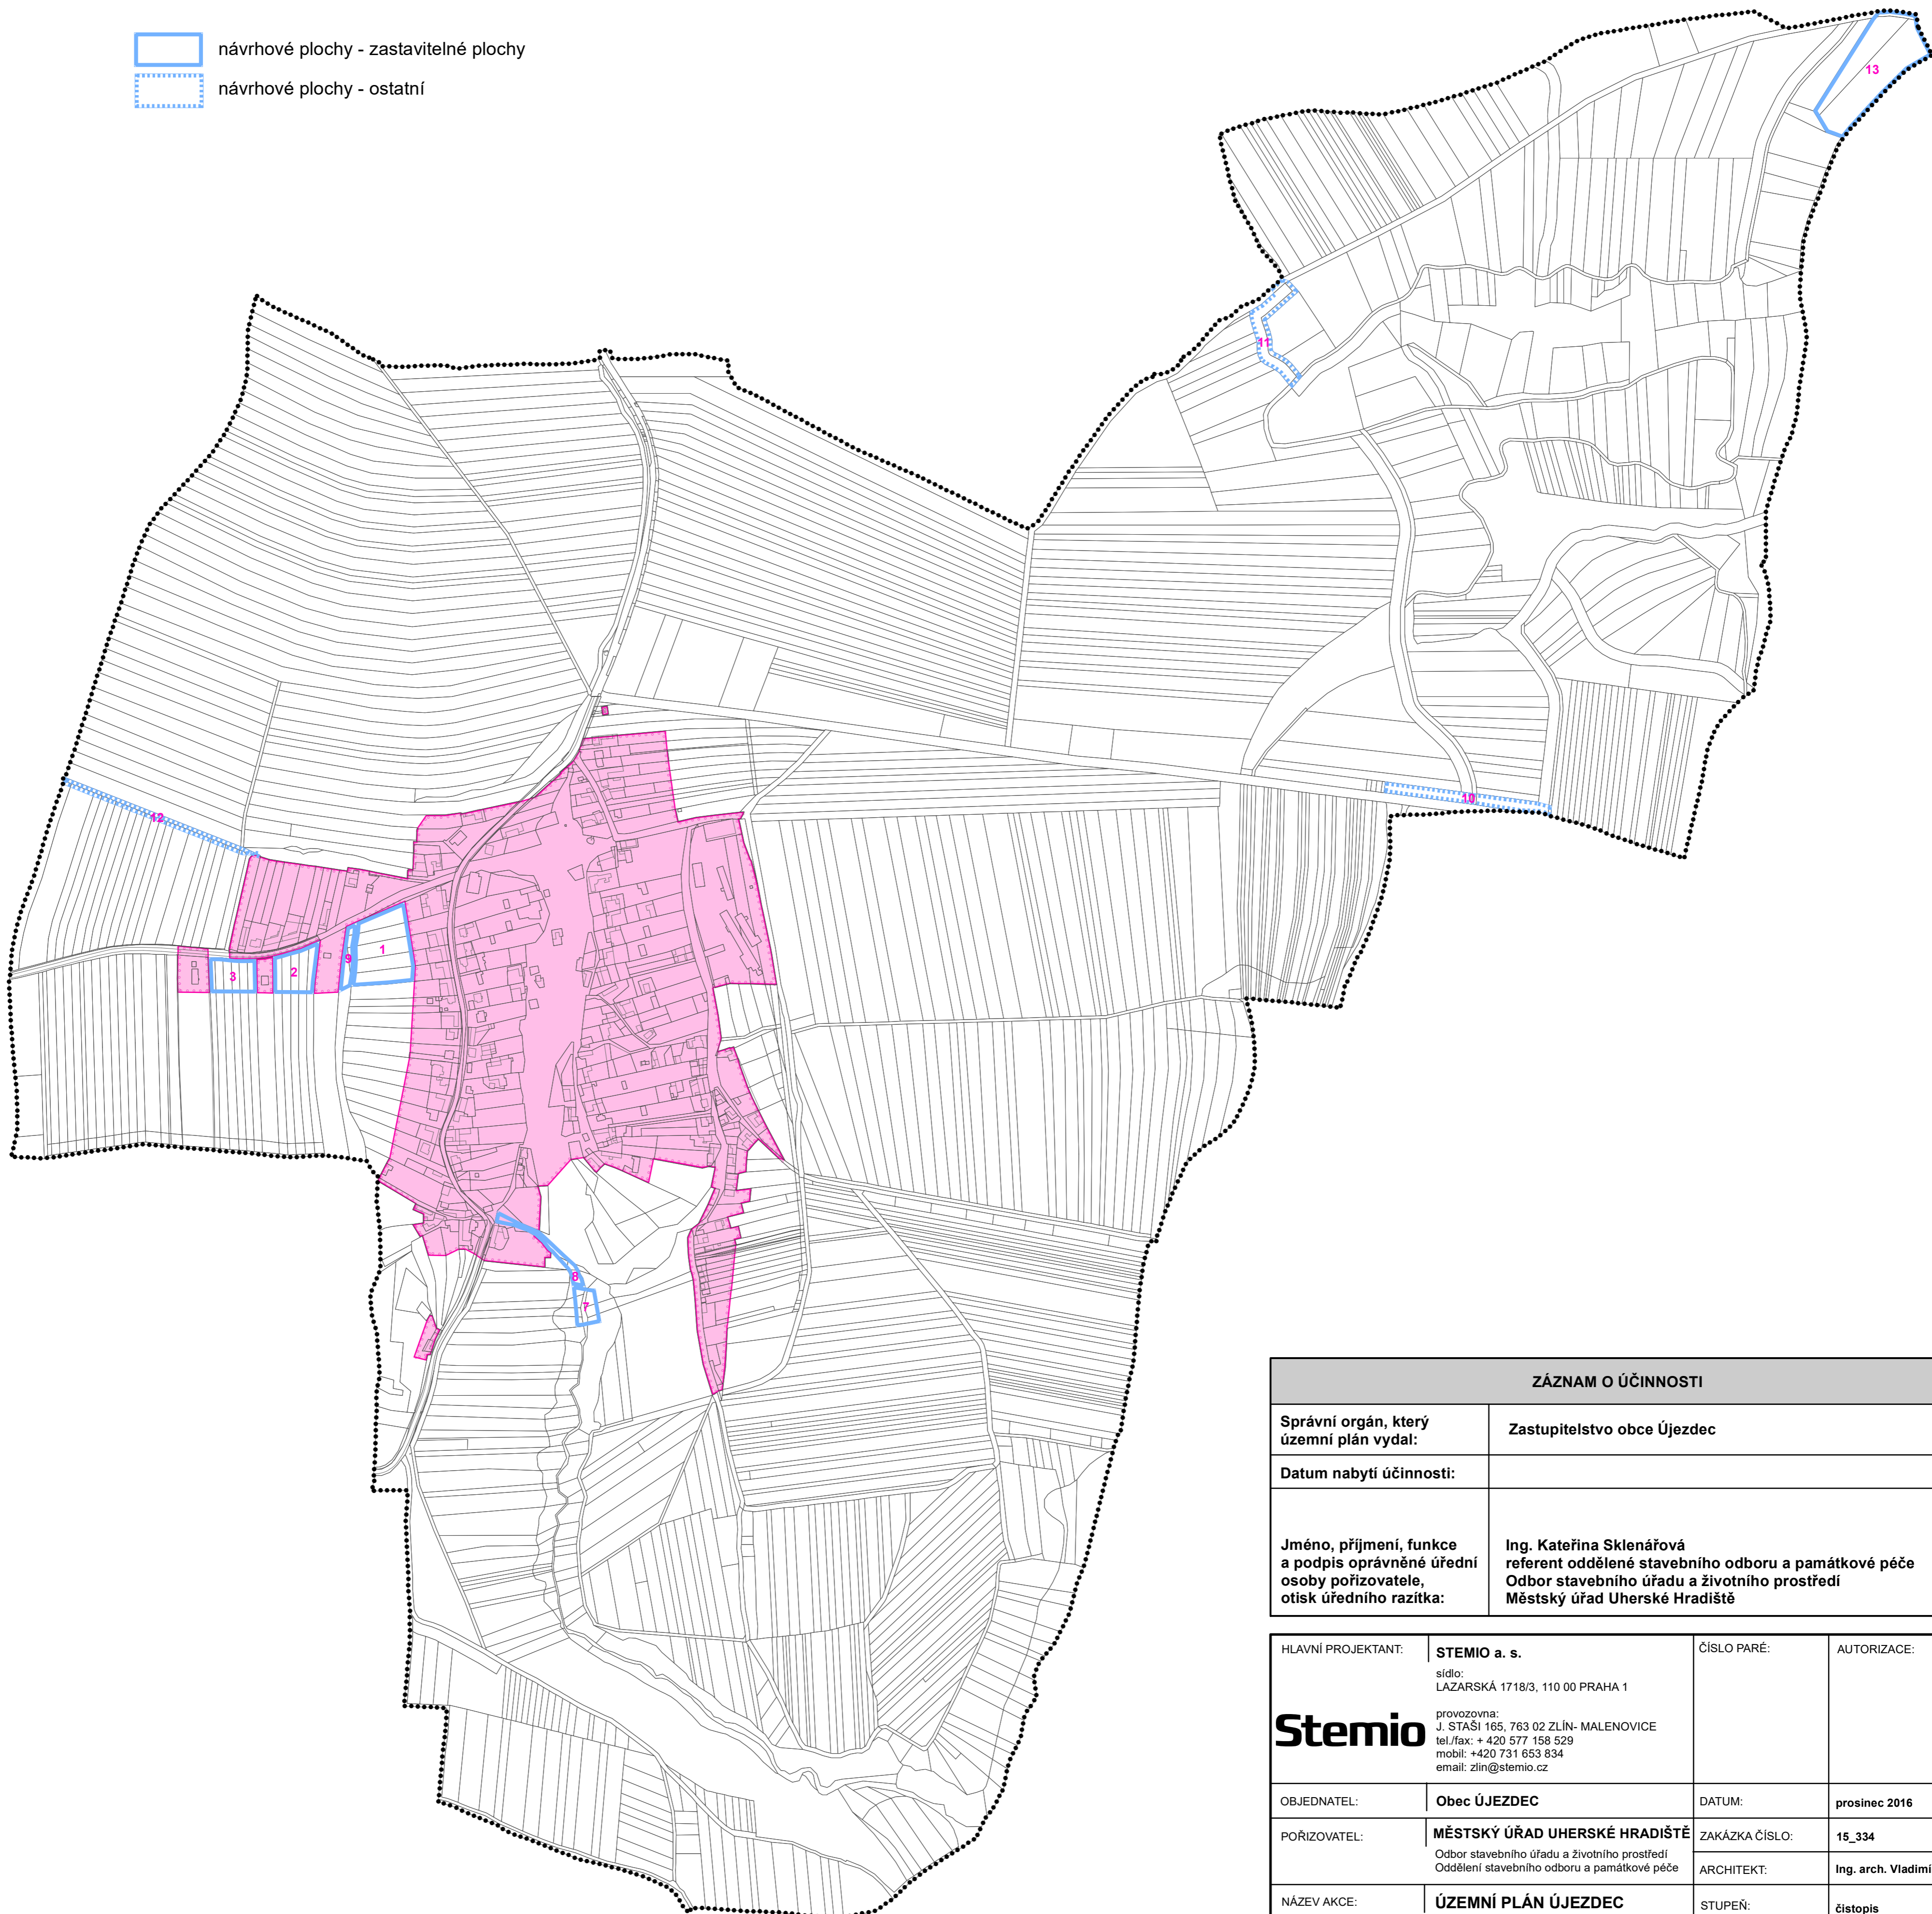 návrhové plochy - zastavitelné plochy
návrhové plochy - ostatní
13
11
10
12
1
9
2
3
8
7
ZÁZNAM O ÚČINNOSTI
Správní orgán, který
územní plán vydal:
Zastupitelstvo obce Újezdec
Datum nabytí účinnosti:
Jméno, příjmení, funkce
a podpis oprávněné úřední
osoby pořizovatele,
otisk úředního razítka:
Ing. Kateřina Sklenářová
referent oddělené stavebního odboru a památkové péče
Odbor stavebního úřadu a životního prostředí
Městský úřad Uherské Hradiště
HLAVNÍ PROJEKTANT:
STEMIO a. s.
sídlo:
LAZARSKÁ 1718/3, 110 00 PRAHA 1
Stemio
provozovna:
J. STAŠI 165, 763 02 ZLÍN- MALENOVICE
tel./fax: + 420 577 158 529
mobil: +420 731 653 834
email: zlin@stemio.cz
ČÍSLO PARÉ:
AUTORIZACE:
OBJEDNATEL:
Obec ÚJEZDEC
DATUM:
prosinec 2016
POŘIZOVATEL:
MĚSTSKÝ ÚŘAD UHERSKÉ HRADIŠTĚ
Odbor stavebního úřadu a životního prostředí
Oddělení stavebního odboru a památkové péče
ZAKÁZKA ČÍSLO:
15_334
ARCHITEKT:
Ing. arch. Vladimí
NÁZEV AKCE:
ÚZEMNÍ PLÁN ÚJEZDEC
STUPEŇ:
čistopis